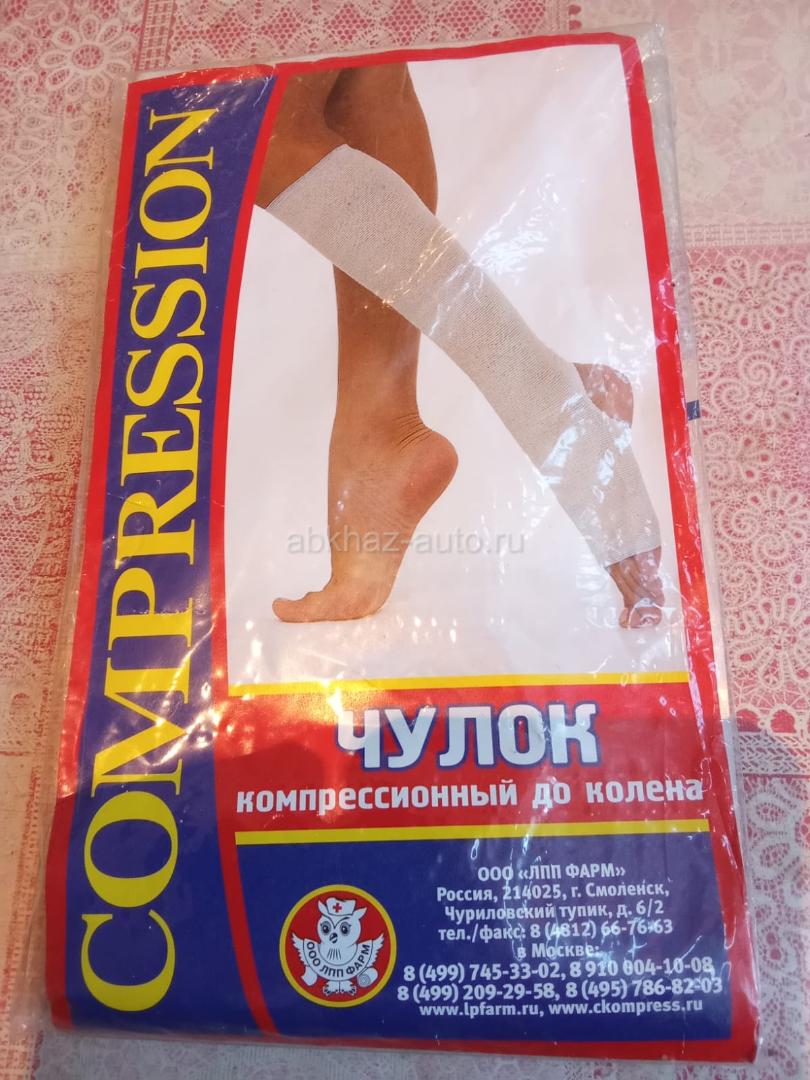 COMPRESSION
abkhaz-auto.ru
ЧУЛОК
компрессионный до колена
ООО «ЛПП ФАРМ»
Россия, 214025, г. Смоленск,
Чуриловский тупик, д. 6/2
тел./факс: 8 (4812) 66-76-63
в Москве:
8 (499) 745-33-02, 8 910 004-10-08,
8 (499) 209-29-58, 8 (495) 786-82-03
www.lpfarm.ru, www.ckompress.ru
ООО ЛПП ФАРМ